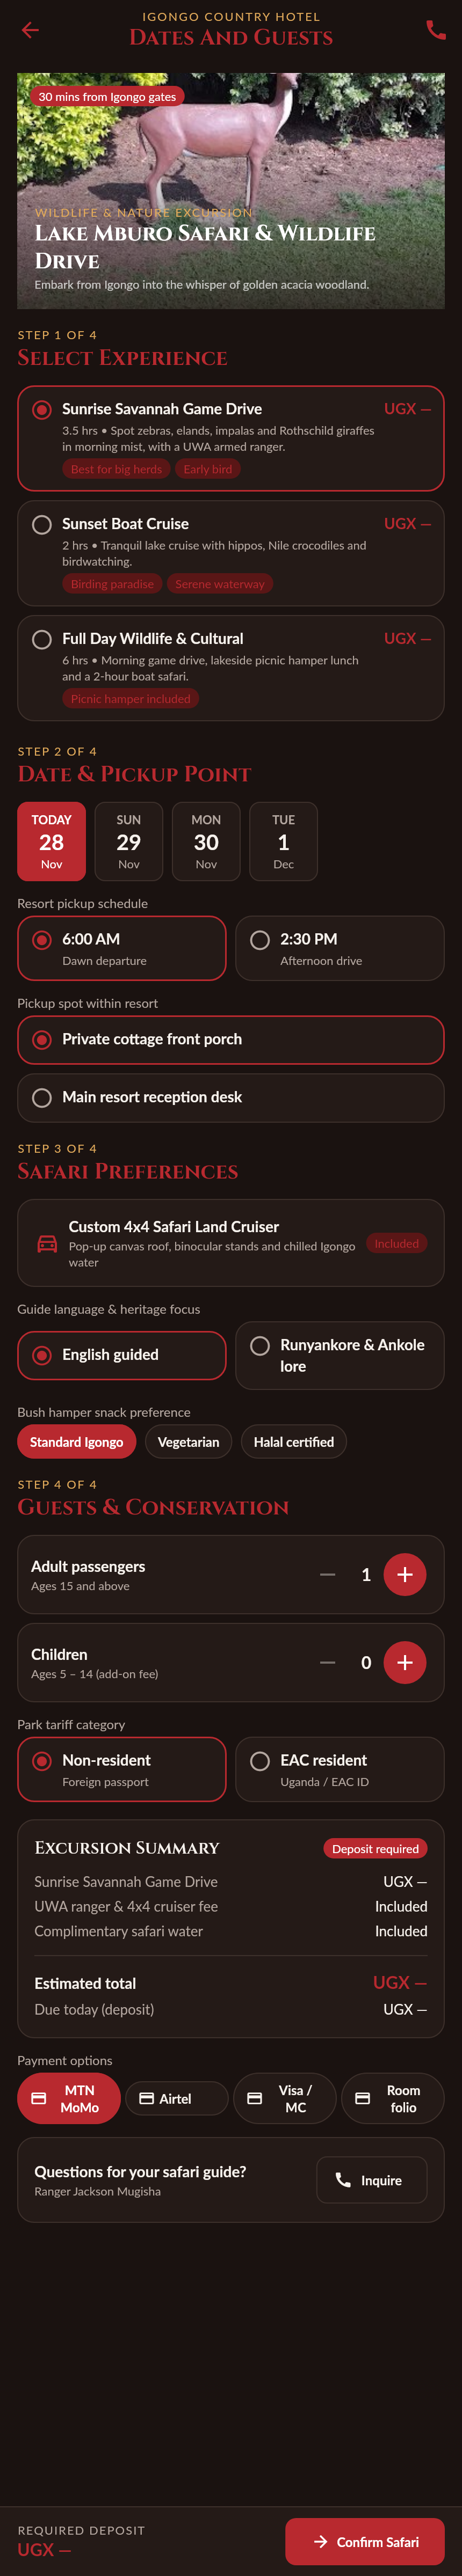 IGONGO COUNTRY HOTEL
DATES AND GUESTS
30 mins from Igongo gates
WILDLIFE & NATURE EXCURSION
LAKE MBURO SAFARI & WILDLIFE
DRIVE
Embark from Igongo into the whisper of golden acacia woodland.
STEP 1 OF 4
SELECT EXPERIENCE
Sunrise Savannah Game Drive UGX —
3.5 hrs • Spot zebras, elands, impalas and Rothschild giraffes
in morning mist, with a UWA armed ranger.
Best for big herds Early bird
Sunset Boat Cruise UGX —
2 hrs • Tranquil lake cruise with hippos, Nile crocodiles and
birdwatching.
Birding paradise Serene waterway
Full Day Wildlife & Cultural UGX —
6 hrs • Morning game drive, lakeside picnic hamper lunch
and a 2-hour boat safari.
Picnic hamper included
STEP 2 OF 4
DATE & PICKUP POINT
TODAY SUN MON TUE
28 29 30 1
Nov Nov Nov Dec
Resort pickup schedule
6:00 AM 2:30 PM
Dawn departure Afternoon drive
Pickup spot within resort
Private cottage front porch
Main resort reception desk
STEP 3 OF 4
SAFARI PREFERENCES
Custom 4x4 Safari Land Cruiser
Pop-up canvas roof, binocular stands and chilled Igongo
water
Included
Guide language & heritage focus
English guided
Runyankore & Ankole
lore
Bush hamper snack preference
Standard Igongo Vegetarian Halal certified
STEP 4 OF 4
GUESTS & CONSERVATION
Adult passengers
Ages 15 and above
1
Children
Ages 5 – 14 (add-on fee)
0
Park tariff category
Non-resident EAC resident
Foreign passport Uganda / EAC ID
EXCURSION SUMMARY Deposit required
Sunrise Savannah Game Drive UGX —
UWA ranger & 4x4 cruiser fee Included
Complimentary safari water Included
Estimated total UGX —
Due today (deposit) UGX —
Payment options
MTN
MoMo
Airtel
Visa /
MC
Room
folio
Questions for your safari guide?
Ranger Jackson Mugisha
Inquire
REQUIRED DEPOSIT
UGX —
Confirm Safari